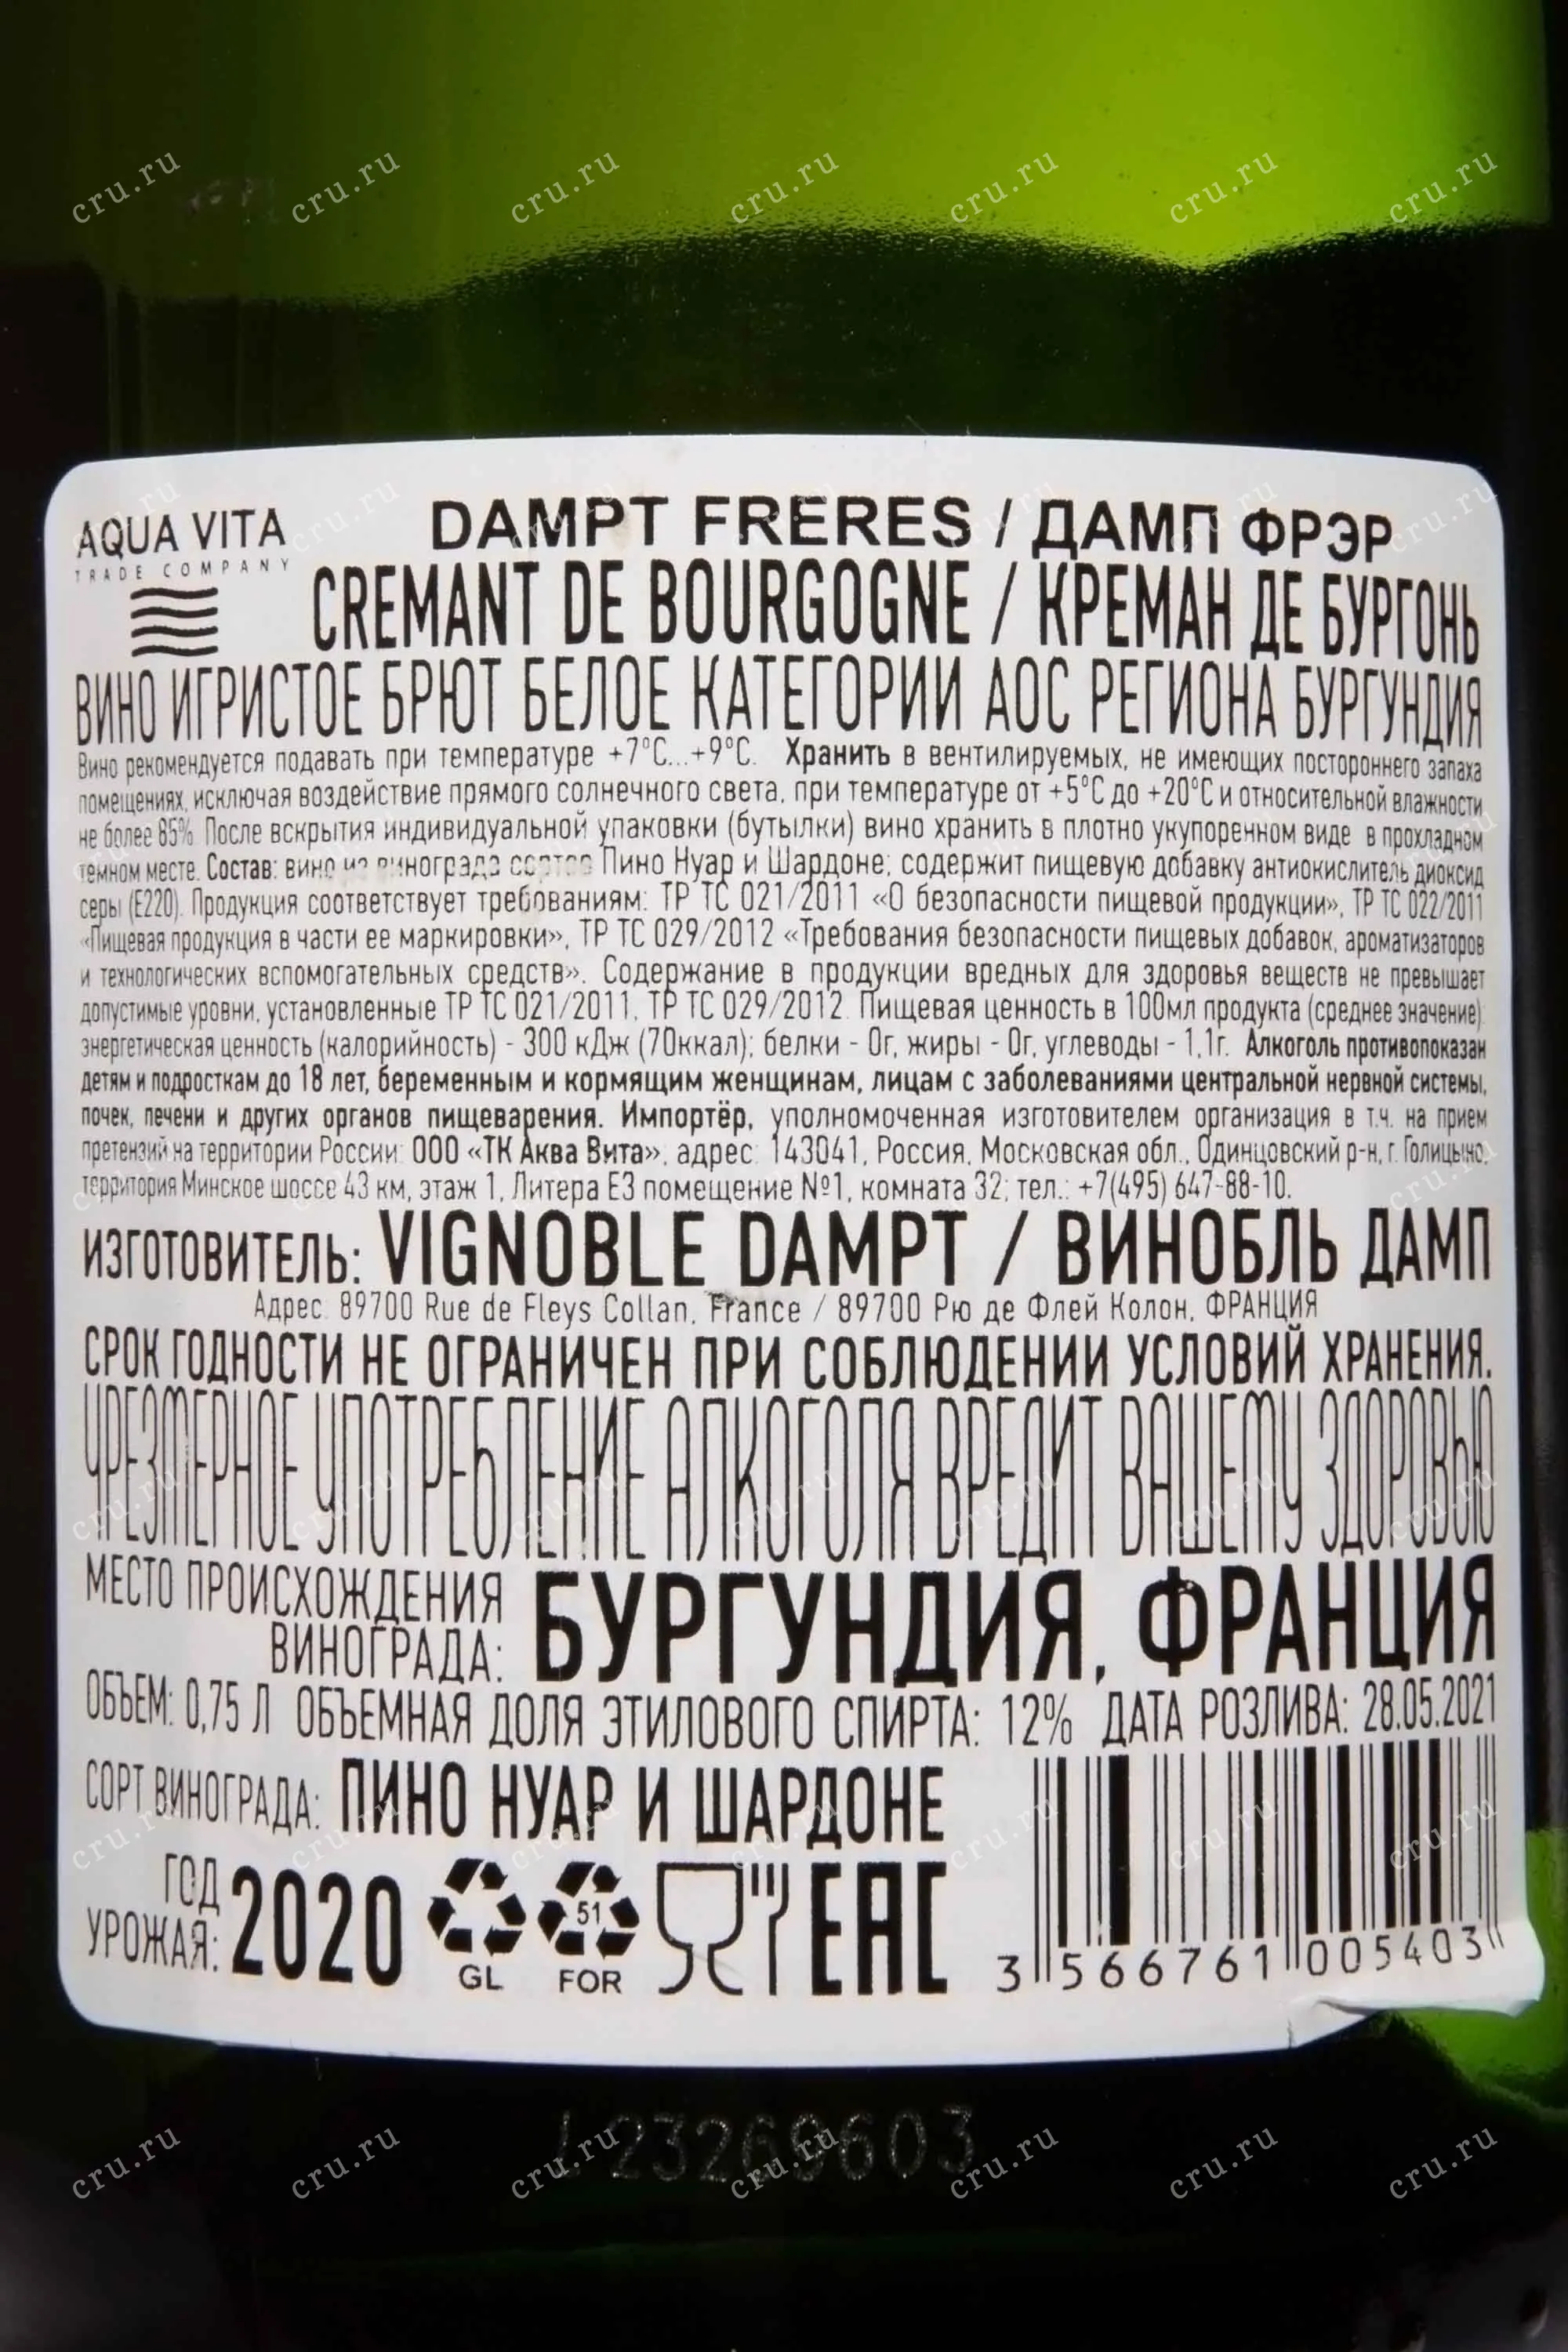 AQUA VITA
TRADE COMPANY
DAMPT FRERES / ДАМП ФРЭР
CREMANT DE BOURGOGNE / КРЕМАН ДЕ БУРГОНЬ
ВИНО ИГРИСТОЕ БРЮТ БЕЛОЕ КАТЕГОРИИ АОС РЕГИОНА БУРГУНДИЯ
Вино рекомендуется подавать при температуре +7°С...+9°С. Хранить в вентилируемых, не имеющих постороннего запаха
помещениях, исключая воздействие прямого солнечного света, при температуре от +5°С до +20°С и относительной влажности
не более 85%. После вскрытия индивидуальной упаковки (бутылки) вино хранить в плотно укупоренном виде в прохладном
темном месте. Состав: вино из винограда сортов Пино Нуар и Шардоне; содержит пищевую добавку антиокислитель диоксид
серы (Е220). Продукция соответствует требованиям: ТР ТС 021/2011 «О безопасности пищевой продукции», ТР ТС 022/2011
«Пищевая продукция в части ее маркировки», ТР ТС 029/2012 «Требования безопасности пищевых добавок, ароматизаторов
и технологических вспомогательных средств». Содержание в продукции вредных для здоровья веществ не превышает
допустимые уровни, установленные ТР ТС 021/2011, ТР ТС 029/2012. Пищевая ценность в 100мл продукта (среднее значение):
энергетическая ценность (калорийность) - 300 кДж (70ккал); белки - 0г, жиры - 0г, углеводы - 1,1г. Алкоголь противопоказан
детям и подросткам до 18 лет, беременным и кормящим женщинам, лицам с заболеваниями центральной нервной системы,
почек, печени и других органов пищеварения. Импортёр, уполномоченная изготовителем организация в т.ч. на прием
претензий на территории России: ООО «ТК Аква Вита», адрес: 143041, Россия, Московская обл., Одинцовский р-н, г. Голицыно,
территория Минское шоссе 43 км, этаж 1, Литера Е3 помещение №1, комната 32; тел.: +7(495) 647-88-10.
ИЗГОТОВИТЕЛЬ: VIGNOBLE DAMPT / ВИНОБЛЬ ДАМП
Адрес: 89700 Rue de Fleys Collan, France / 89700 Рю де Флей Колон, ФРАНЦИЯ
СРОК ГОДНОСТИ НЕ ОГРАНИЧЕН ПРИ СОБЛЮДЕНИИ УСЛОВИЙ ХРАНЕНИЯ.
ЧРЕЗМЕРНОЕ УПОТРЕБЛЕНИЕ АЛКОГОЛЯ ВРЕДИТ ВАШЕМУ ЗДОРОВЬЮ
МЕСТО ПРОИСХОЖДЕНИЯ
ВИНОГРАДА: БУРГУНДИЯ, ФРАНЦИЯ
ОБЪЕМ: 0,75 Л ОБЪЕМНАЯ ДОЛЯ ЭТИЛОВОГО СПИРТА: 12% ДАТА РОЗЛИВА: 28.05.2021
СОРТ ВИНОГРАДА: ПИНО НУАР И ШАРДОНЕ
ГОД
УРОЖАЯ: 2020
GL
51
FOR
EAC
3 566761 005403
L23269603
cru.ru